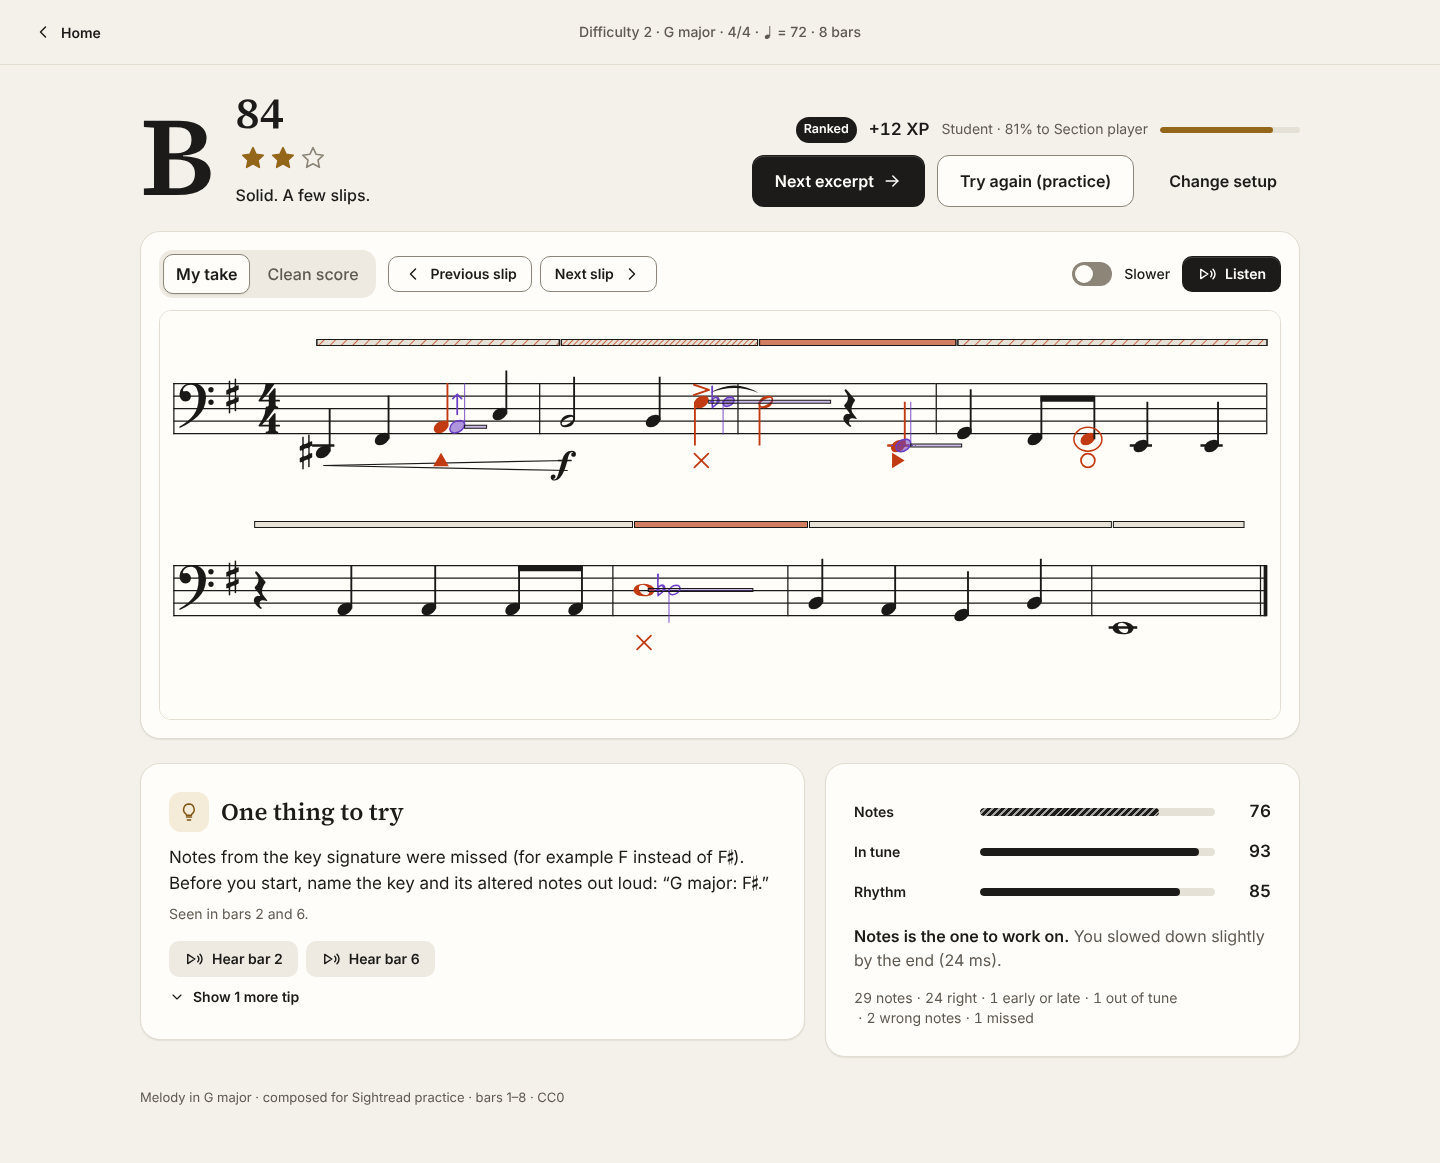 Home
Difficulty 2 · G major · 4/4 · ♩ = 72 · 8 bars
B
84
Solid. A few slips.
Ranked +12 XP Student · 81% to Section player
Next excerpt → Try again (practice) Change setup
My take Clean score Previous slip Next slip Slower Listen
4
4
f
One thing to try
Notes from the key signature were missed (for example F instead of F♯).
Before you start, name the key and its altered notes out loud: “G major: F♯.”
Seen in bars 2 and 6.
Hear bar 2 Hear bar 6
Show 1 more tip
Notes 76
In tune 93
Rhythm 85
Notes is the one to work on. You slowed down slightly
by the end (24 ms).
29 notes · 24 right · 1 early or late · 1 out of tune
· 2 wrong notes · 1 missed
Melody in G major · composed for Sightread practice · bars 1–8 · CC0